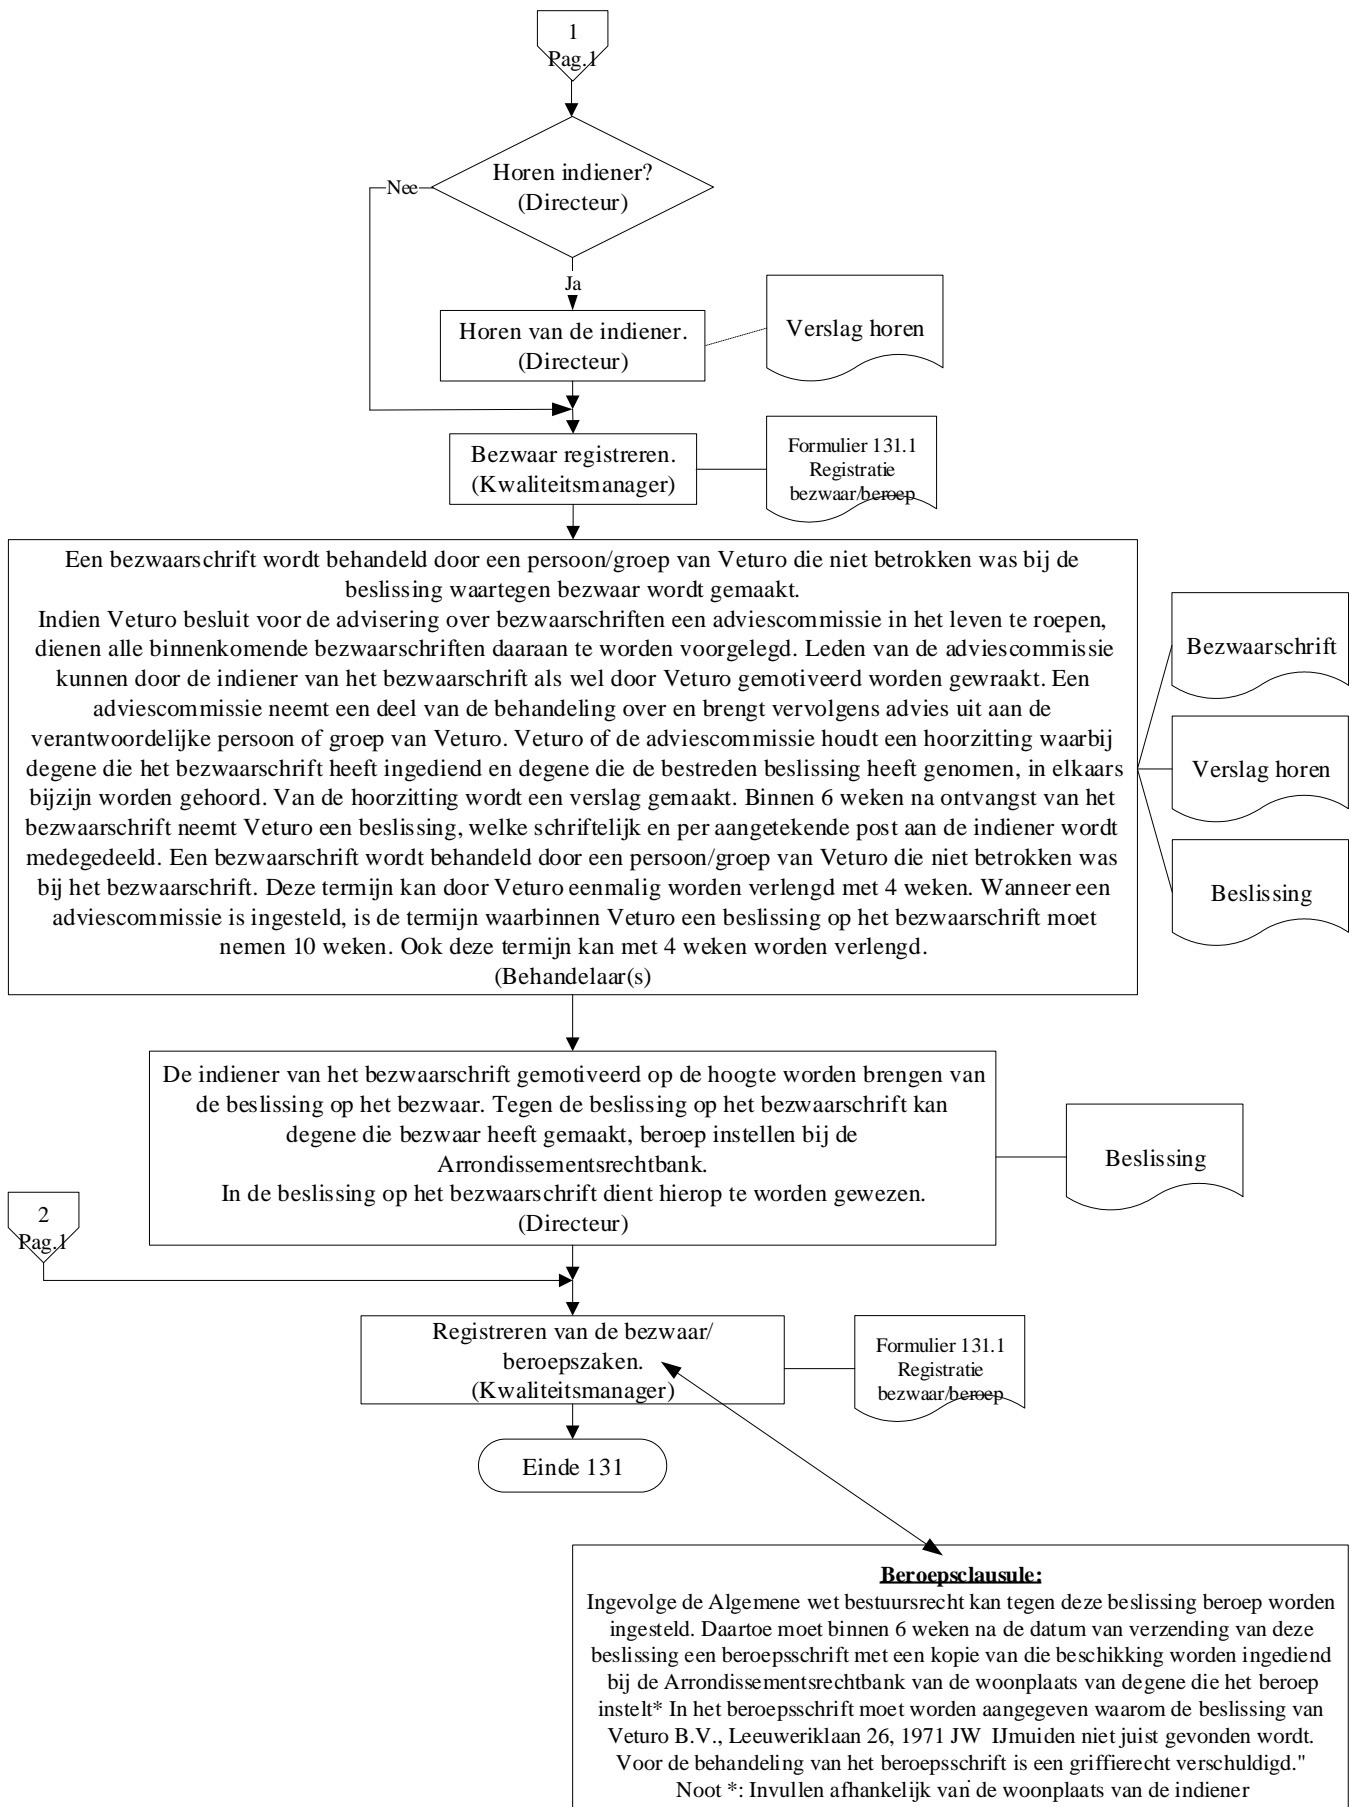 1
Pag.1
Horen indiener?
(Directeur)
Nee
Ja
Horen van de indiener.
(Directeur)
Verslag horen
Bezwaar registreren.
(Kwaliteitsmanager)
Formulier 131.1
Registratie
bezwaar/beroep
Een bezwaarschrift wordt behandeld door een persoon/groep van Veturo die niet betrokken was bij de
beslissing waartegen bezwaar wordt gemaakt.
Indien Veturo besluit voor de advisering over bezwaarschriften een adviescommissie in het leven te roepen,
dienen alle binnenkomende bezwaarschriften daaraan te worden voorgelegd. Leden van de adviescommissie
kunnen door de indiener van het bezwaarschrift als wel door Veturo gemotiveerd worden gewraakt. Een
adviescommissie neemt een deel van de behandeling over en brengt vervolgens advies uit aan de
verantwoordelijke persoon of groep van Veturo. Veturo of de adviescommissie houdt een hoorzitting waarbij
degene die het bezwaarschrift heeft ingediend en degene die de bestreden beslissing heeft genomen, in elkaars
bijzijn worden gehoord. Van de hoorzitting wordt een verslag gemaakt. Binnen 6 weken na ontvangst van het
bezwaarschrift neemt Veturo een beslissing, welke schriftelijk en per aangetekende post aan de indiener wordt
medegedeeld. Een bezwaarschrift wordt behandeld door een persoon/groep van Veturo die niet betrokken was
bij het bezwaarschrift. Deze termijn kan door Veturo eenmalig worden verlengd met 4 weken. Wanneer een
adviescommissie is ingesteld, is de termijn waarbinnen Veturo een beslissing op het bezwaarschrift moet
nemen 10 weken. Ook deze termijn kan met 4 weken worden verlengd.
(Behandelaar(s)
Bezwaarschrift
Verslag horen
Beslissing
De indiener van het bezwaarschrift gemotiveerd op de hoogte worden brengen van
de beslissing op het bezwaar. Tegen de beslissing op het bezwaarschrift kan
degene die bezwaar heeft gemaakt, beroep instellen bij de
Arrondissementsrechtbank.
In de beslissing op het bezwaarschrift dient hierop te worden gewezen.
(Directeur)
Beslissing
2
Pag.1
Registreren van de bezwaar/
beroepszaken.
(Kwaliteitsmanager)
Formulier 131.1
Registratie
bezwaar/beroep
Einde 131
Beroepsclausule:
Ingevolge de Algemene wet bestuursrecht kan tegen deze beslissing beroep worden
ingesteld. Daartoe moet binnen 6 weken na de datum van verzending van deze
beslissing een beroepsschrift met een kopie van die beschikking worden ingediend
bij de Arrondissementsrechtbank van de woonplaats van degene die het beroep
instelt* In het beroepsschrift moet worden aangegeven waarom de beslissing van
Veturo B.V., Leeuweriklaan 26, 1971 JW  IJmuiden niet juist gevonden wordt.
Voor de behandeling van het beroepsschrift is een griffierecht verschuldigd."
Noot *: Invullen afhankelijk van de woonplaats van de indiener